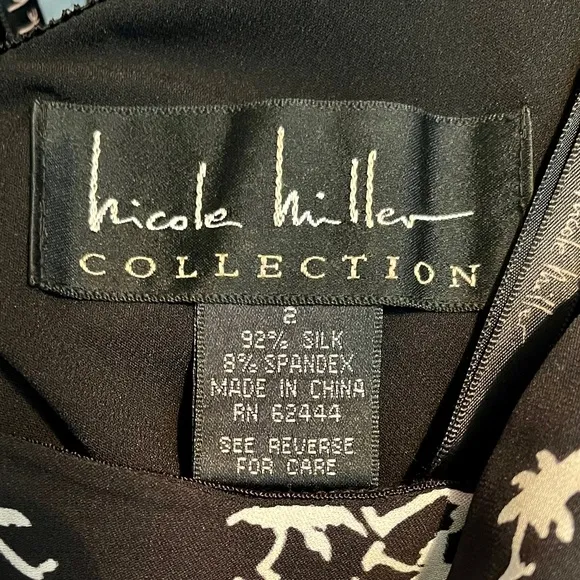 nicole miller
COLLECTION
2
92% SILK
8% SPANDEX
MADE IN CHINA
RN 62444
SEE REVERSE
FOR CARE